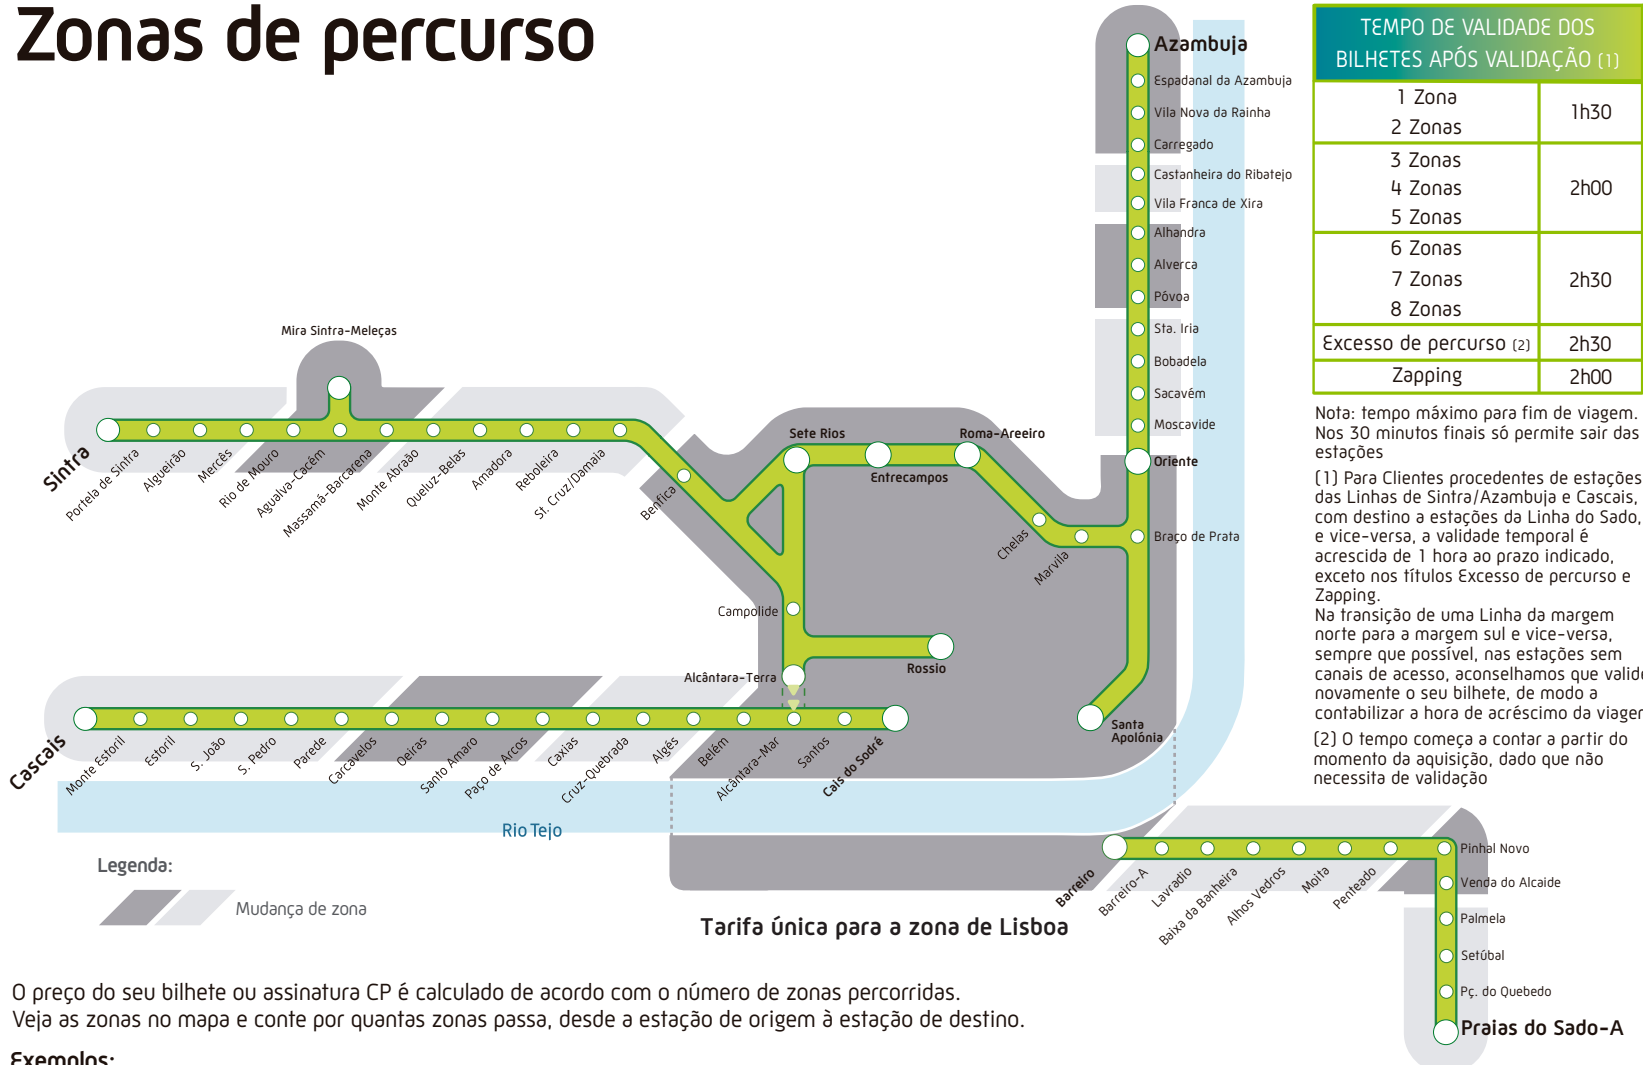 Zonas de percurso
Azambuja
Espadanal da Azambuja
Vila Nova da Rainha
Carregado
Castanheira do Ribatejo
Vila Franca de Xira
Alhandra
Alverca
Póvoa
Sta. Iria
Bobadela
Sacavém
Moscavide
Oriente
Braço de Prata
Santa
Apolónia
Mira Sintra-Meleças
Sintra
Portela de Sintra
Algueirão
Mercês
Rio de Mouro
Agualva-Cacém
Massamá-Barcarena
Monte Abraão
Queluz-Belas
Amadora
Reboleira
St. Cruz/Damaia
Benfica
Sete Rios
Entrecampos
Roma-Areeiro
Chelas
Marvila
Campolide
Rossio
Alcântara-Terra
Cascais
Monte Estoril
Estoril
S. João
S. Pedro
Parede
Carcavelos
Oeiras
Santo Amaro
Paço de Arcos
Caxias
Cruz-Quebrada
Algés
Belém
Alcântara-Mar
Santos
Cais do Sodré
Rio Tejo
Barreiro
Barreiro-A
Lavradio
Baixa da Banheira
Alhos Vedros
Moita
Penteado
Pinhal Novo
Venda do Alcaide
Palmela
Setúbal
Pç. do Quebedo
Praias do Sado-A
Legenda:
Mudança de zona
Tarifa única para a zona de Lisboa
TEMPO DE VALIDADE DOS
BILHETES APÓS VALIDAÇÃO (1)
1 Zona
2 Zonas
1h30
3 Zonas
4 Zonas
5 Zonas
2h00
6 Zonas
7 Zonas
8 Zonas
2h30
Excesso de percurso (2) 2h30
Zapping 2h00
Nota: tempo máximo para fim de viagem.
Nos 30 minutos finais só permite sair das
estações
(1) Para Clientes procedentes de estações
das Linhas de Sintra/Azambuja e Cascais,
com destino a estações da Linha do Sado,
e vice-versa, a validade temporal é
acrescida de 1 hora ao prazo indicado,
exceto nos títulos Excesso de percurso e
Zapping.
Na transição de uma Linha da margem
norte para a margem sul e vice-versa,
sempre que possível, nas estações sem
canais de acesso, aconselhamos que valide
novamente o seu bilhete, de modo a
contabilizar a hora de acréscimo da viagem
(2) O tempo começa a contar a partir do
momento da aquisição, dado que não
necessita de validação
O preço do seu bilhete ou assinatura CP é calculado de acordo com o número de zonas percorridas.
Veja as zonas no mapa e conte por quantas zonas passa, desde a estação de origem à estação de destino.
Exemplos: